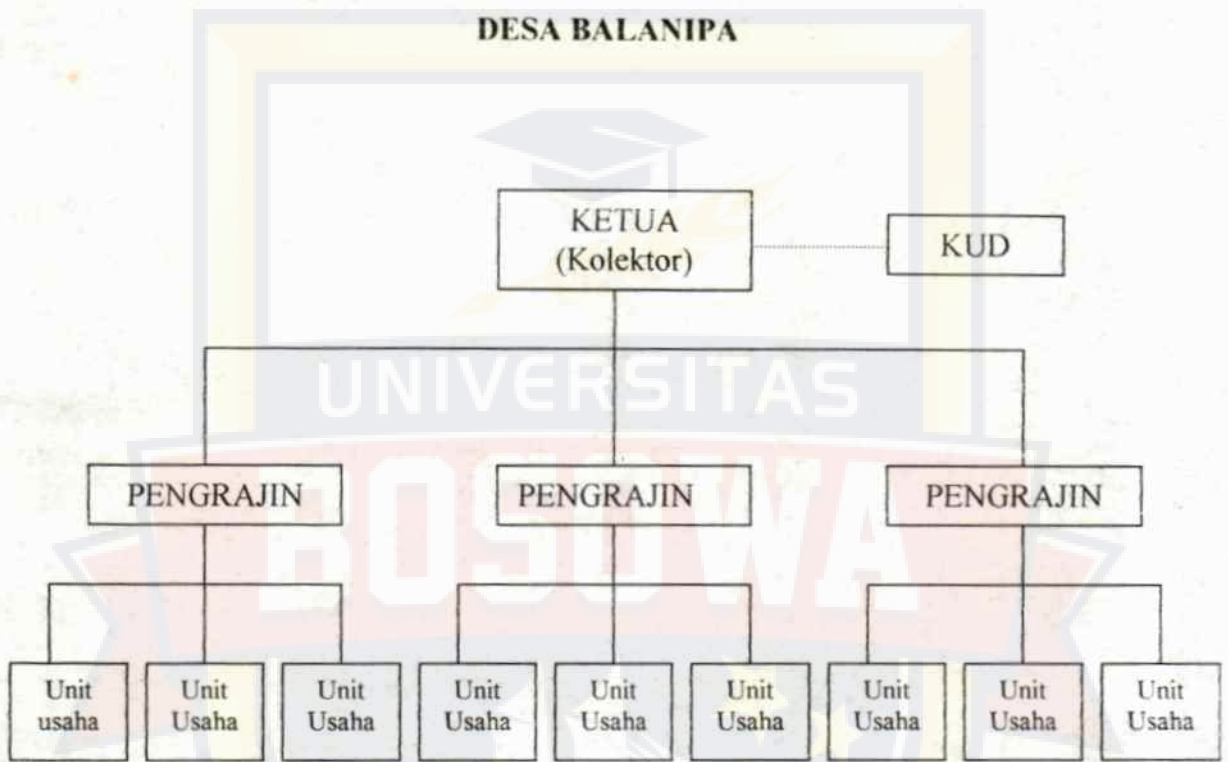 DESA BALANIPA
KETUA
(Kolektor)
KUD
UNIVERSITAS
BOSOWA
PENGRAJIN
PENGRAJIN
PENGRAJIN
Unit
usaha
Unit
Usaha
Unit
Usaha
Unit
Usaha
Unit
Usaha
Unit
Usaha
Unit
Usaha
Unit
Usaha
Unit
Usaha